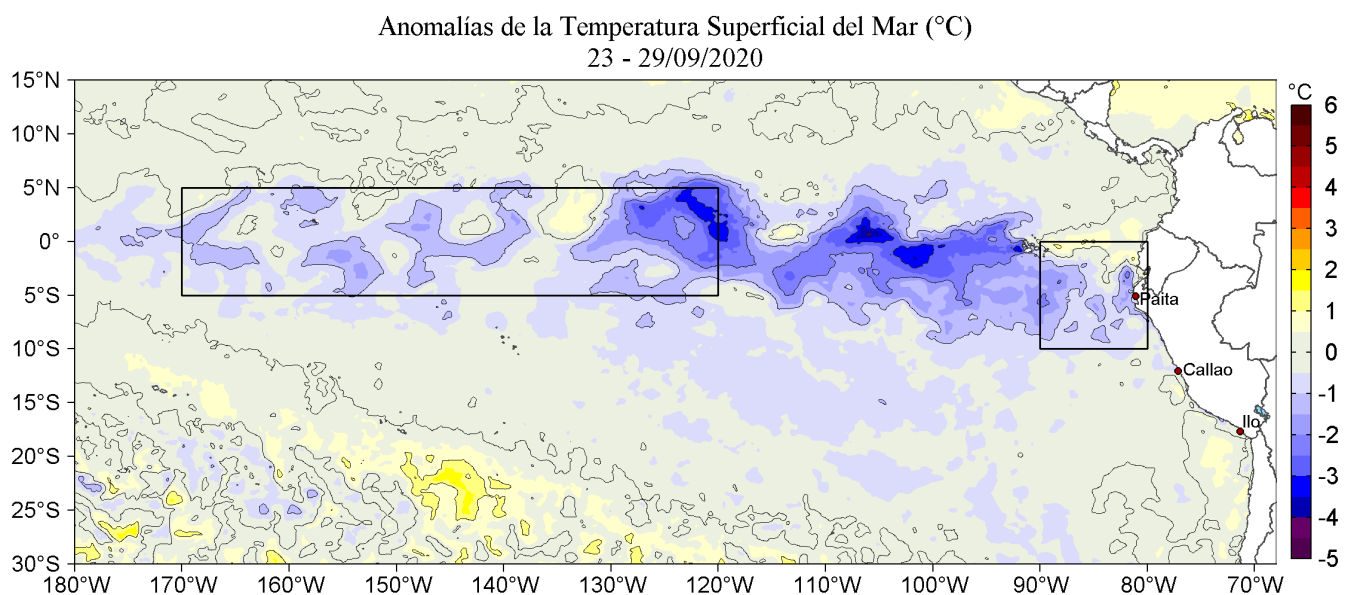 Anomalías de la Temperatura Superficial del Mar (°C)
23 - 29/09/2020
15°N
10°N
5°N
0°
5°S
10°S
15°S
20°S
25°S
30°S
180°W
170°W
160°W
150°W
140°W
130°W
120°W
110°W
100°W
90°W
80°W
70°W
Paita
Callao
Ilo
°C
6
5
4
3
2
1
0
-1
-2
-3
-4
-5